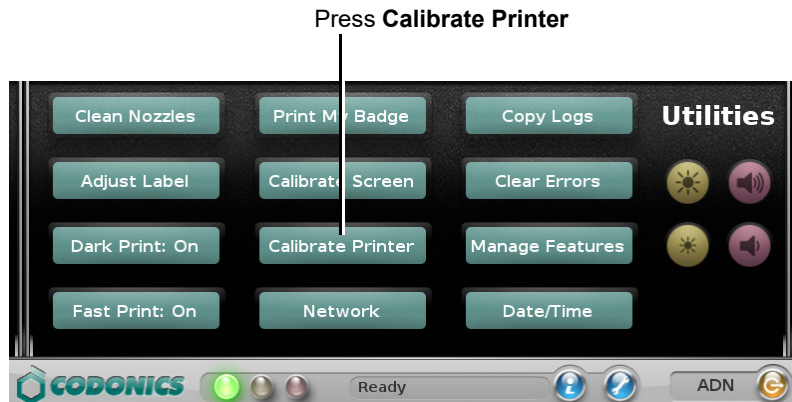 Press Calibrate Printer
Clean Nozzles
Print My Badge
Copy Logs
Utilities
Adjust Label
Calibrate Screen
Clear Errors
Dark Print: On
Calibrate Printer
Manage Features
Fast Print: On
Network
Date/Time
CODONICS
Ready
ADN